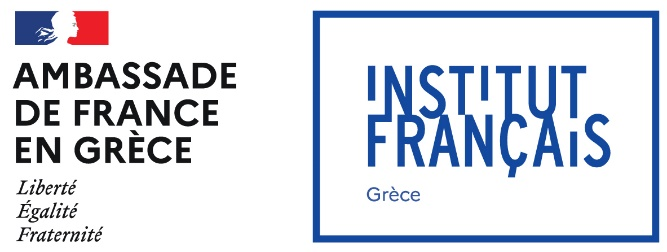 AMBASSADE
DE FRANCE
EN GRÈCE
Liberté
Égalité
Fraternité
INSTITUT
FRANÇAIS
Grèce